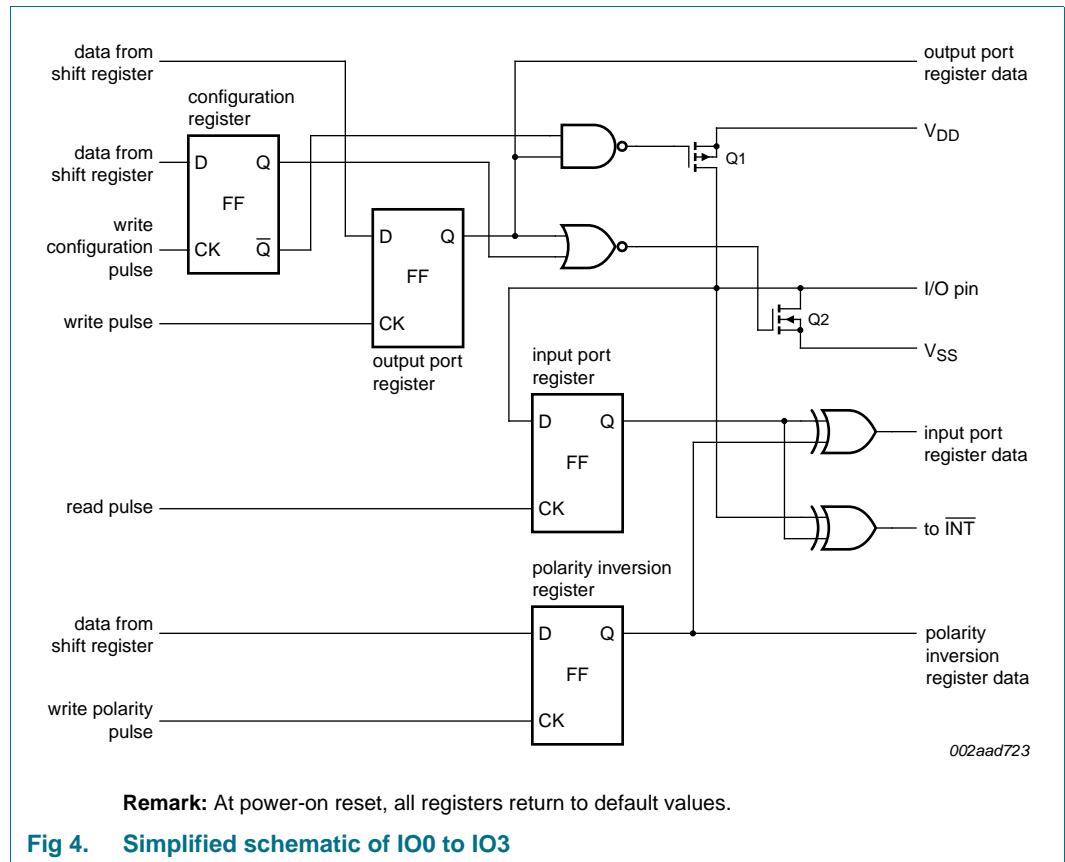 data from
shift register
output port
register data
configuration
register
V_DD
Q1
data from
shift register
D
Q
FF
write
configuration
pulse
CK
Q̅
D
Q
FF
I/O pin
Q2
write pulse
CK
V_SS
output port
register
input port
register
D
Q
FF
input port
register data
read pulse
CK
to I̅N̅T̅
polarity inversion
register
data from
shift register
D
Q
FF
polarity
inversion
register data
write polarity
pulse
CK
002aad723
Remark: At power-on reset, all registers return to default values.
Fig 4. Simplified schematic of IO0 to IO3